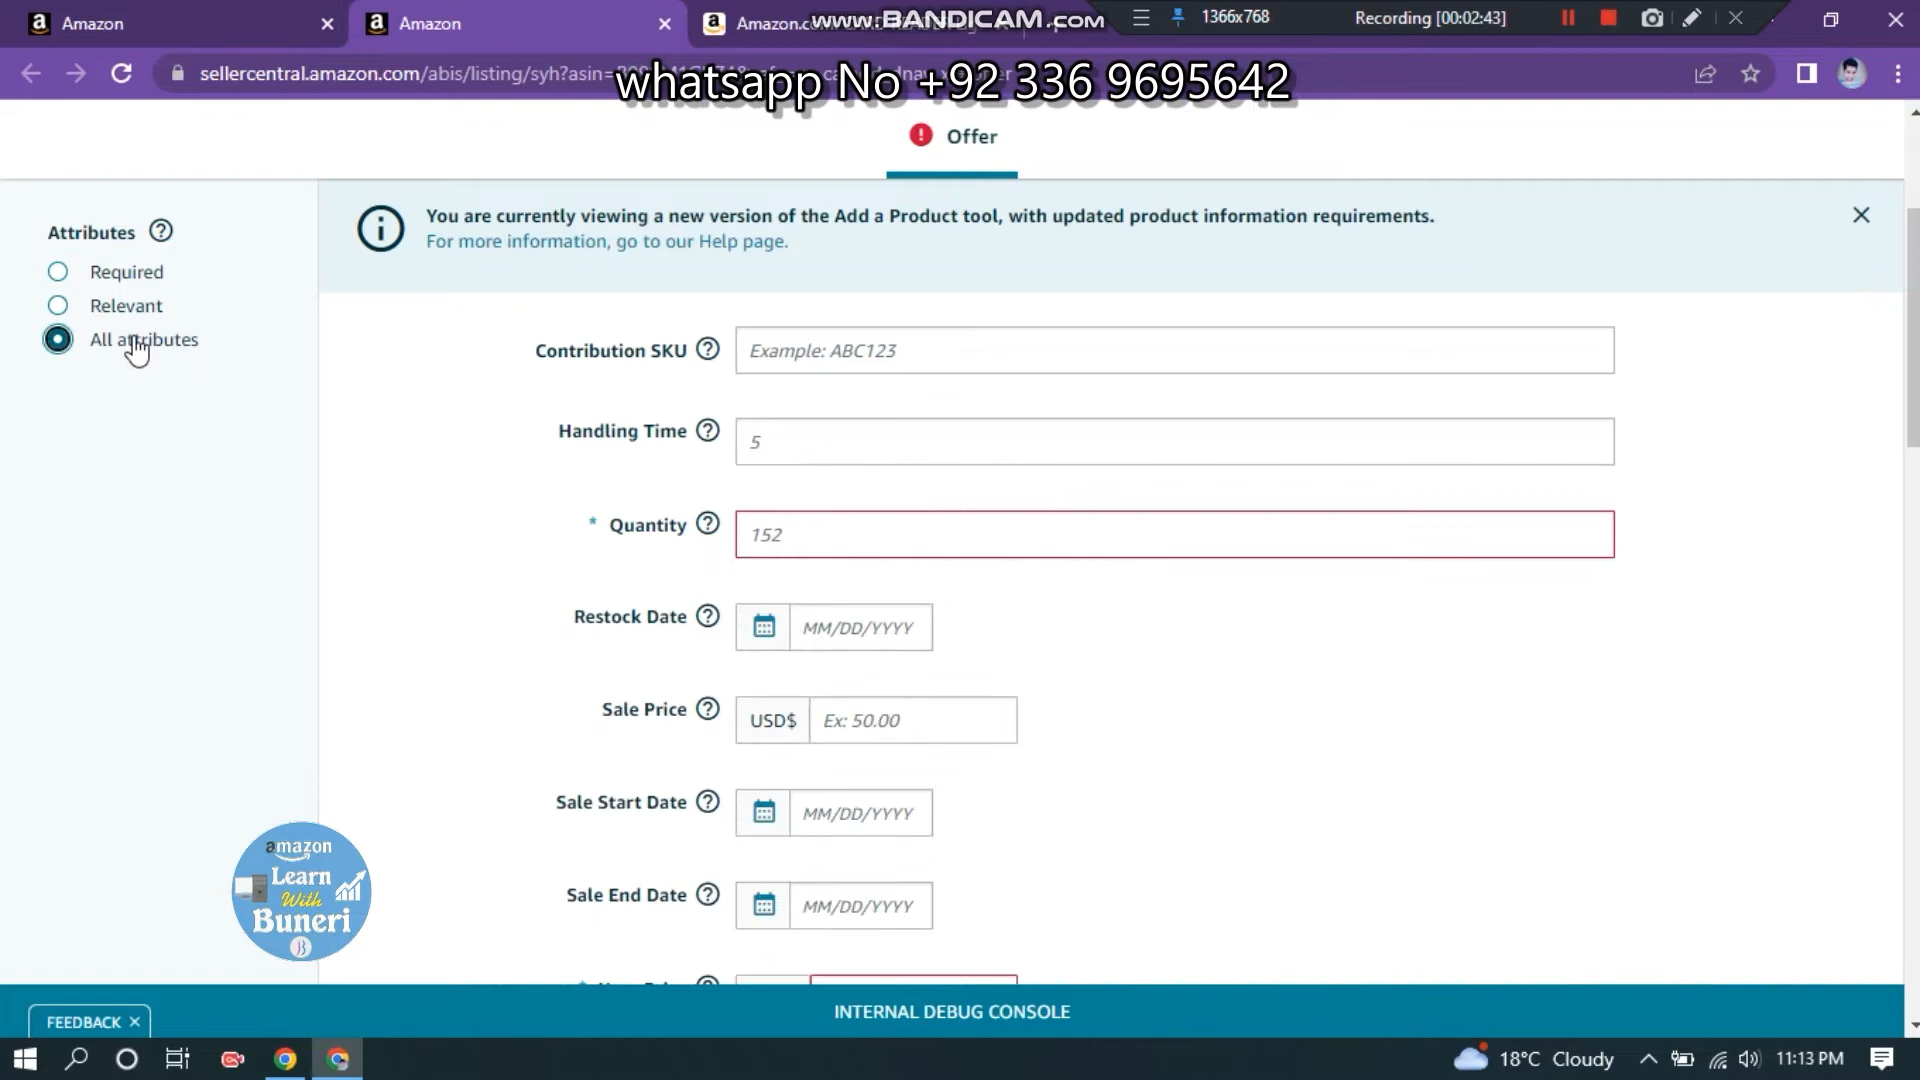 Amazon
Amazon
Amazon.co
www.BANDICAM.com
1366x768
Recording [00:02:43]
sellercentral.amazon.com/abis/listing/syh?asin=
whatsapp No +92 336 9695642
Offer
Attributes
Required
Relevant
All attributes
You are currently viewing a new version of the Add a Product tool, with updated product information requirements.
For more information, go to our Help page.
Contribution SKU
Example: ABC123
Handling Time
5
* Quantity
152
Restock Date
MM/DD/YYYY
Sale Price
USD$
Ex: 50.00
Sale Start Date
MM/DD/YYYY
Sale End Date
MM/DD/YYYY
amazon
Learn
With
Buneri
INTERNAL DEBUG CONSOLE
FEEDBACK
18°C Cloudy
11:13 PM